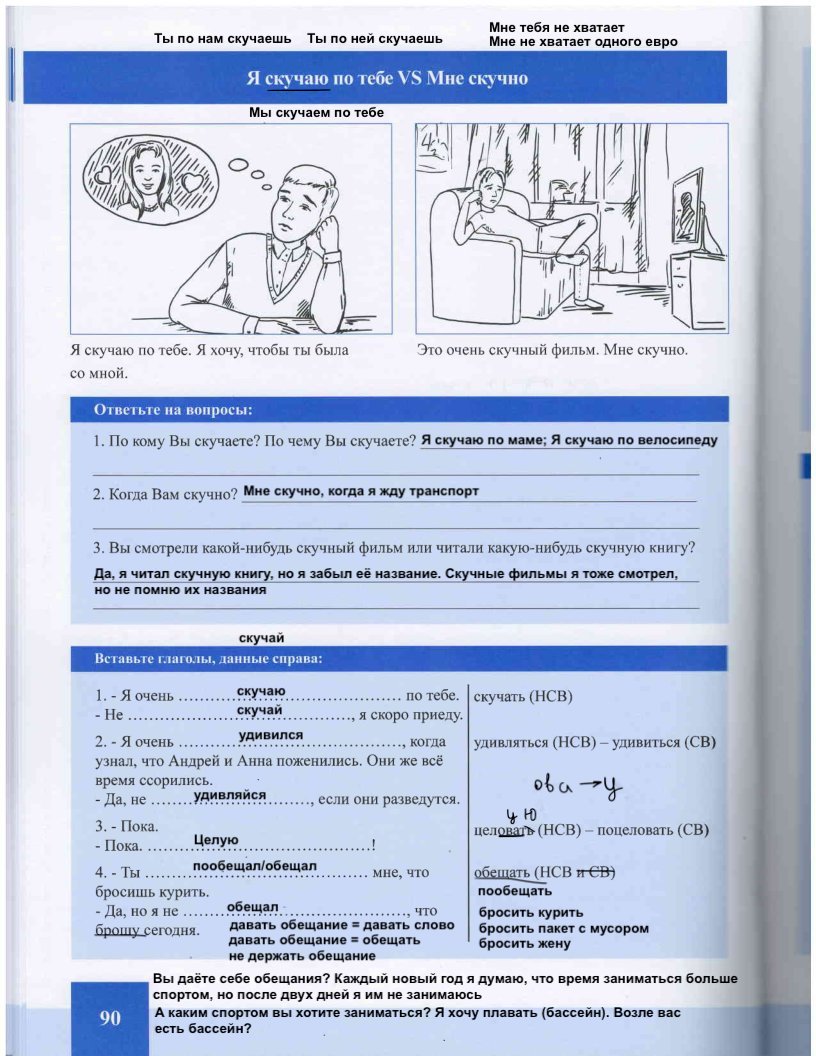 Мне тебя не хватает
Ты по нам скучаешь Ты по ней скучаешь
Мне не хватает одного евро
Я скучаю по тебе VS Мне скучно
Мы скучаем по тебе
Я скучаю по тебе. Я хочу, чтобы ты была
со мной.
Это очень скучный фильм. Мне скучно.
Ответьте на вопросы:
1. По кому Вы скучаете? По чему Вы скучаете? Я скучаю по маме; Я скучаю по велосипеду
2. Когда Вам скучно? Мне скучно, когда я жду транспорт
3. Вы смотрели какой-нибудь скучный фильм или читали какую-нибудь скучную книгу?
Да, я читал скучную книгу, но я забыл её название. Скучные фильмы я тоже смотрел,
но не помню их названия
скучай
Вставьте глаголы, данные справа:
1. - Я очень скучаю по тебе.
- Не скучай, я скоро приеду.
скучать (НСВ)
2. - Я очень удивился, когда
узнал, что Андрей и Анна поженились. Они же всё
время ссорились.
- Да, не удивляйся, если они разведутся.
удивляться (НСВ) – удивиться (СВ)
ова → у
3. - Пока.
- Пока. Целую!
у ю
целовать (НСВ) – поцеловать (СВ)
4. - Ты пообещал/обещал мне, что
бросишь курить.
- Да, но я не обещал, что
брошу сегодня.
обещать (НСВ и СВ)
пообещать
давать обещание = давать слово
давать обещание = обещать
не держать обещание
бросить курить
бросить пакет с мусором
бросить жену
Вы даёте себе обещания? Каждый новый год я думаю, что время заниматься больше
спортом, но после двух дней я им не занимаюсь
А каким спортом вы хотите заниматься? Я хочу плавать (бассейн). Возле вас
есть бассейн?
90